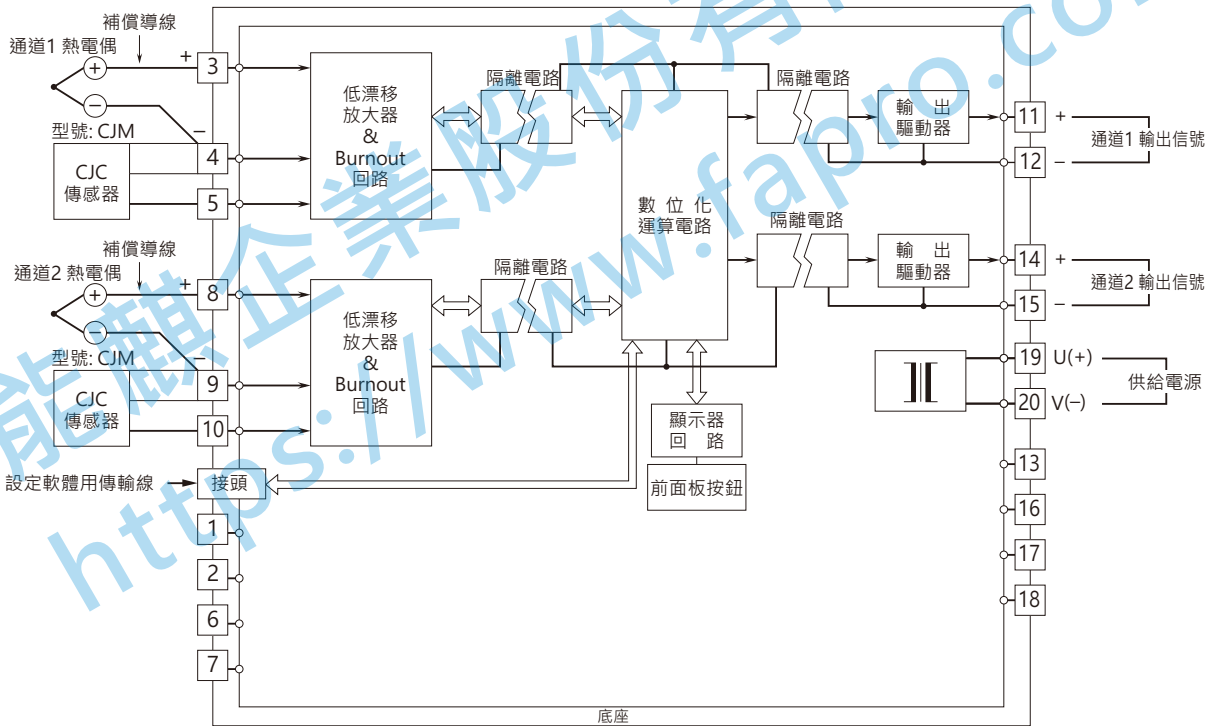 補償導線
通道1 熱電偶
+
+
3
−
型號: CJM
−
4
CJC
傳感器
5
低漂移
放大器
&
Burnout
回路
隔離電路
數 位 化
運算電路
隔離電路
輸 出
驅動器
11
+
12
−
通道1 輸出信號
補償導線
通道2 熱電偶
+
+
8
−
型號: CJM
−
9
CJC
傳感器
10
低漂移
放大器
&
Burnout
回路
隔離電路
隔離電路
輸 出
驅動器
14
+
15
−
通道2 輸出信號
19
U(+)
20
V(−)
供給電源
顯示器
回 路
前面板按鈕
設定軟體用傳輸線
接頭
1
2
6
7
13
16
17
18
底座
能麒企業股份有
https://www.fapro.co